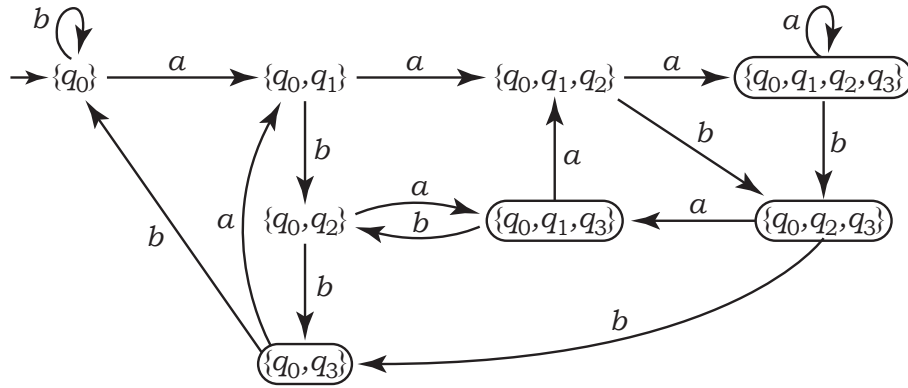 b a
{q0} a {q0,q1} a {q0,q1,q2} a {q0,q1,q2,q3}
b a b b
{q0,q2} a b {q0,q1,q3} a {q0,q2,q3}
b a b b
{q0,q3}